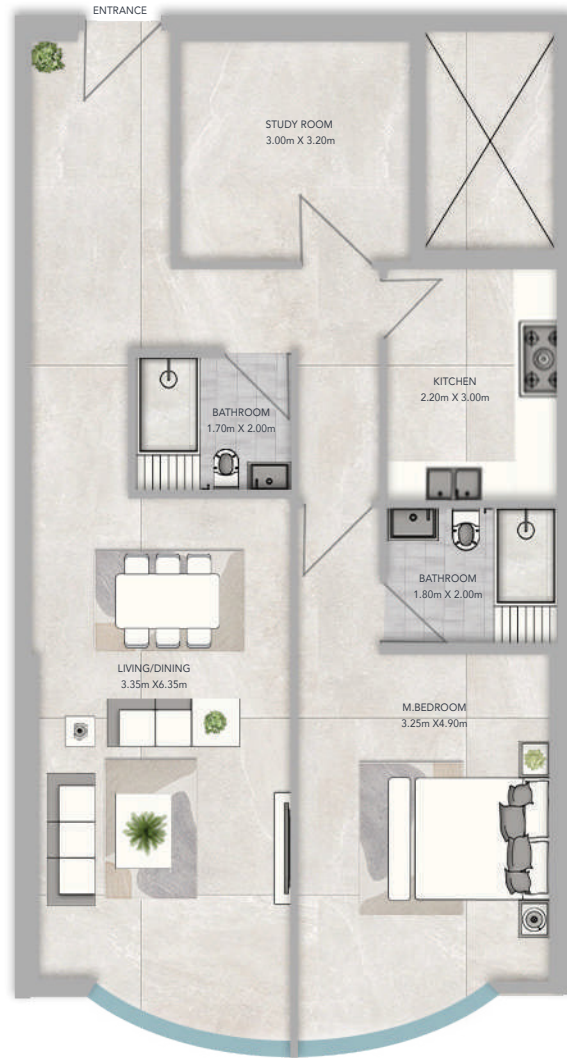 ENTRANCE
STUDY ROOM
3.00m X 3.20m
KITCHEN
2.20m X 3.00m
BATHROOM
1.70m X 2.00m
BATHROOM
1.80m X 2.00m
LIVING/DINING
3.35m X6.35m
M.BEDROOM
3.25m X4.90m